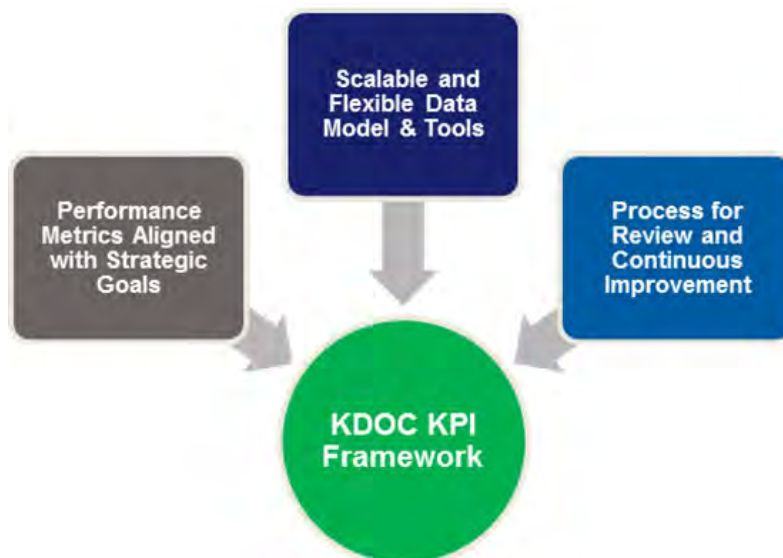 Scalable and
Flexible Data
Model & Tools
Performance
Metrics Aligned
with Strategic
Goals
Process for
Review and
Continuous
Improvement
KDOC KPI
Framework